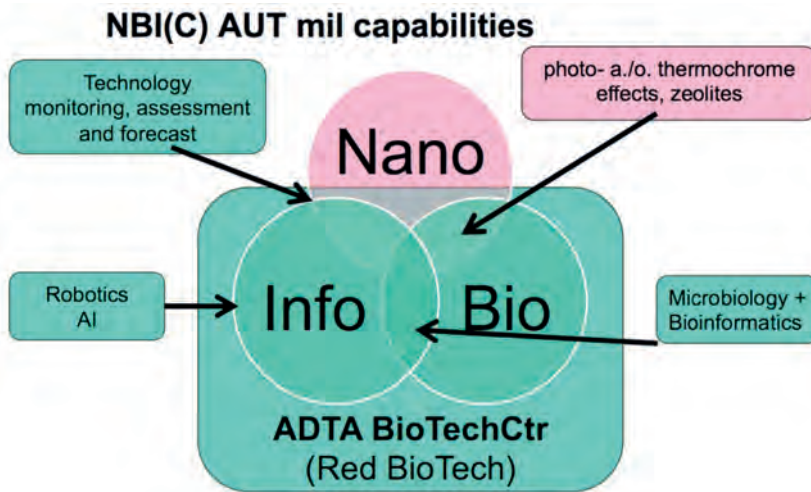 NBI(C) AUT mil capabilities
Technology
monitoring, assessment
and forecast
photo- a./o. thermochrome
effects, zeolites
Nano
Robotics
AI
Info
Bio
Microbiology +
Bioinformatics
ADTA BioTechCtr
(Red BioTech)